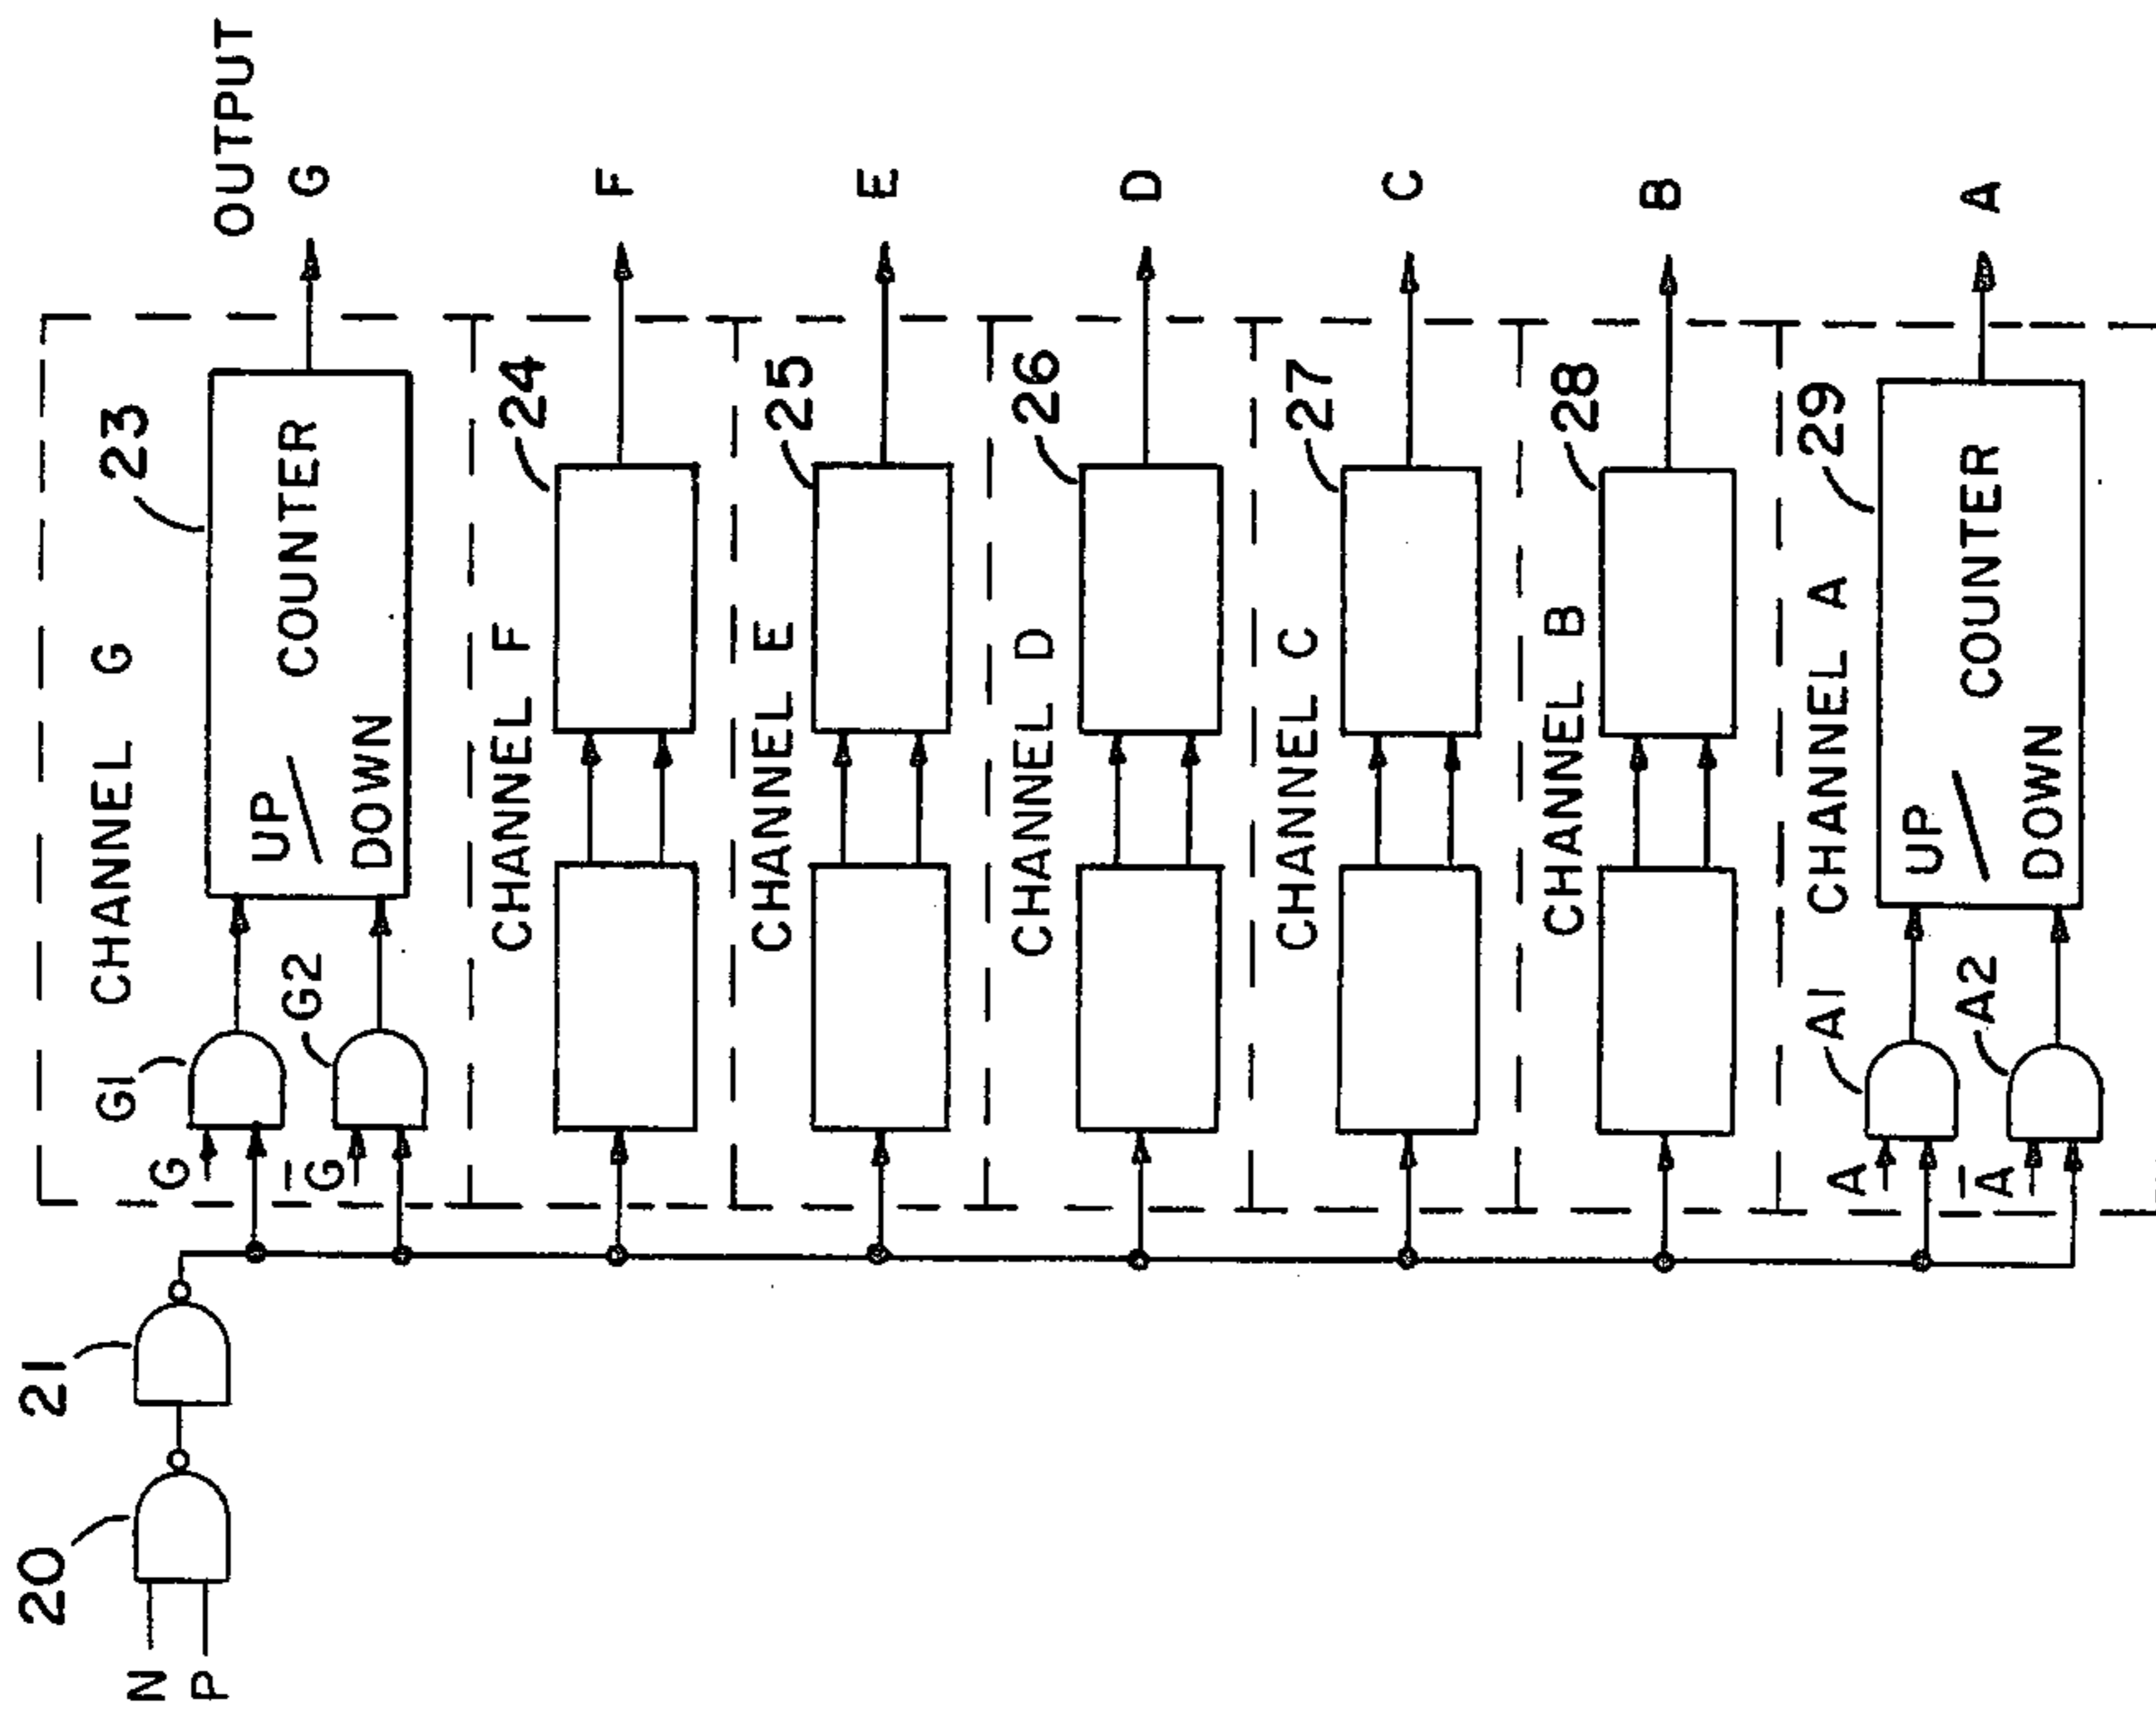 OUTPUT
20
21
N
P
CHANNEL G
23
G1
G
G2
G̅
UP/DOWN
COUNTER
G
CHANNEL F
24
F
CHANNEL E
25
E
CHANNEL D
26
D
CHANNEL C
27
C
CHANNEL B
28
B
CHANNEL A
29
A1
A
A2
A̅
UP/DOWN
COUNTER
A